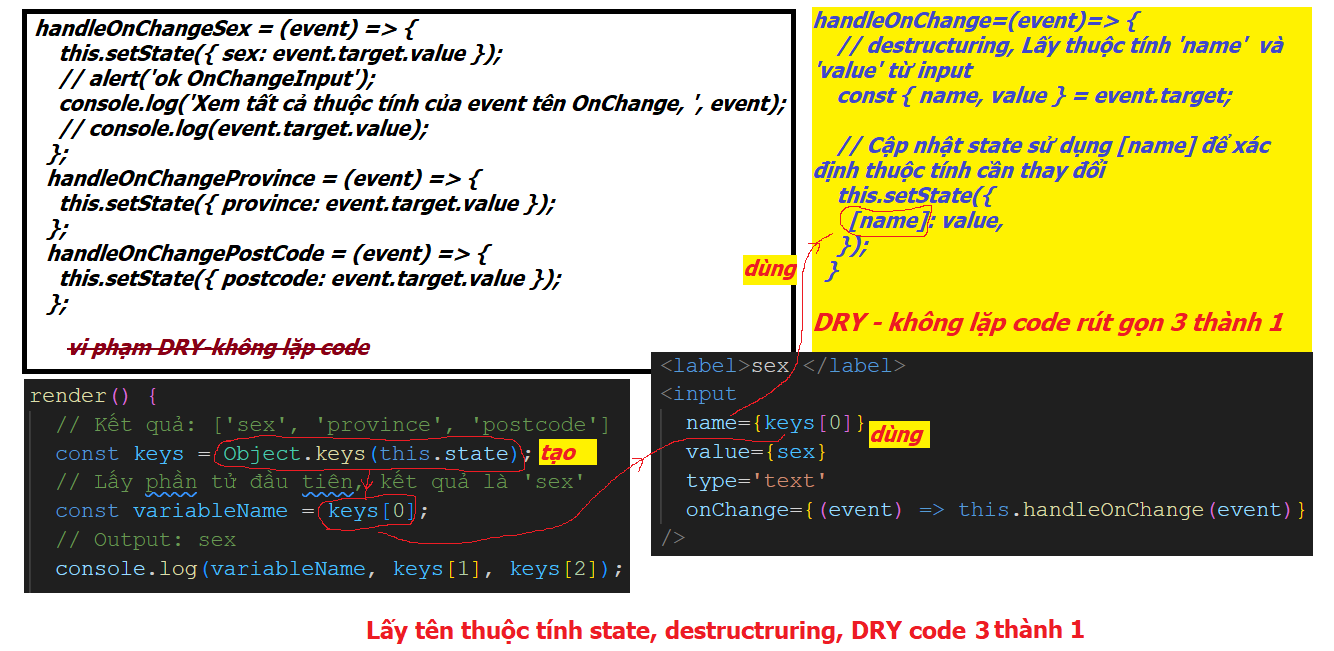 handleOnChangeSex = (event) => {
this.setState({ sex: event.target.value });
// alert('ok OnChangeInput');
console.log('Xem tất cả thuộc tính của event tên OnChange, ', event);
// console.log(event.target.value);
};
handleOnChangeProvince = (event) => {
this.setState({ province: event.target.value });
};
handleOnChangePostCode = (event) => {
this.setState({ postcode: event.target.value });
};
vi phạm DRY-không lặp code
handleOnChange=(event)=> {
// destructuring, Lấy thuộc tính 'name' và
'value' từ input
const { name, value } = event.target;
// Cập nhật state sử dụng [name] để xác
định thuộc tính cần thay đổi
this.setState({
[name]: value,
});
}
dùng
DRY - không lặp code rút gọn 3 thành 1
render() {
// Kết quả: ['sex', 'province', 'postcode']
const keys = Object.keys(this.state);
tạo
// Lấy phần tử đầu tiên, kết quả là 'sex'
const variableName = keys[0];
// Output: sex
console.log(variableName, keys[1], keys[2]);
<label>sex </label>
<input
name={keys[0]}
dùng
value={sex}
type='text'
onChange={(event) => this.handleOnChange(event)}
/>
Lấy tên thuộc tính state, destructruring, DRY code 3 thành 1